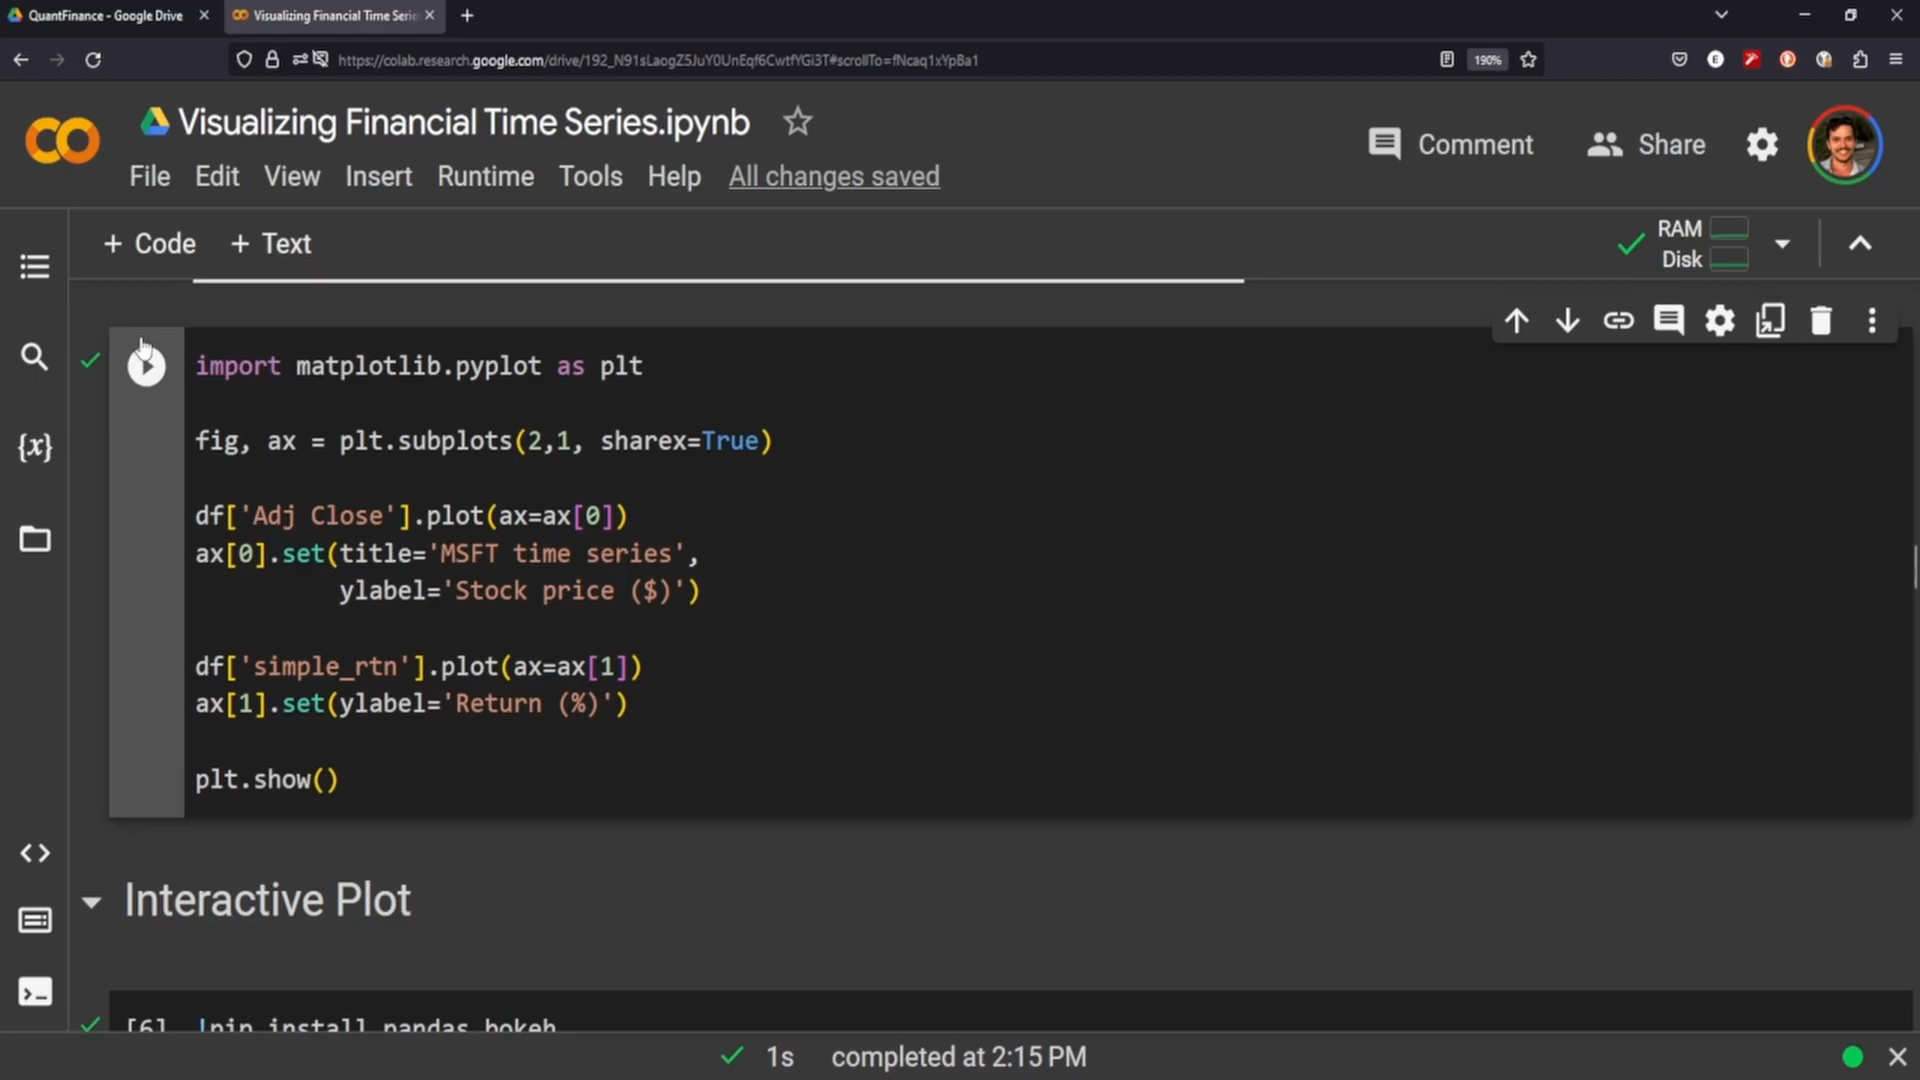 QuantFinance - Google Drive
Visualizing Financial Time Serie
https://colab.research.google.com/drive/192_N91sLaogZ5JuY0UnEqf6CwtfYGi3T#scrollTo=fNcaq1xYpBa1
190%
Visualizing Financial Time Series.ipynb
Comment
Share
File Edit View Insert Runtime Tools Help All changes saved
+ Code + Text
RAM
Disk
import matplotlib.pyplot as plt
fig, ax = plt.subplots(2,1, sharex=True)
df['Adj Close'].plot(ax=ax[0])
ax[0].set(title='MSFT time series',
ylabel='Stock price ($)')
df['simple_rtn'].plot(ax=ax[1])
ax[1].set(ylabel='Return (%)')
plt.show()
Interactive Plot
[6] !pip install pandas_bokeh
1s completed at 2:15 PM